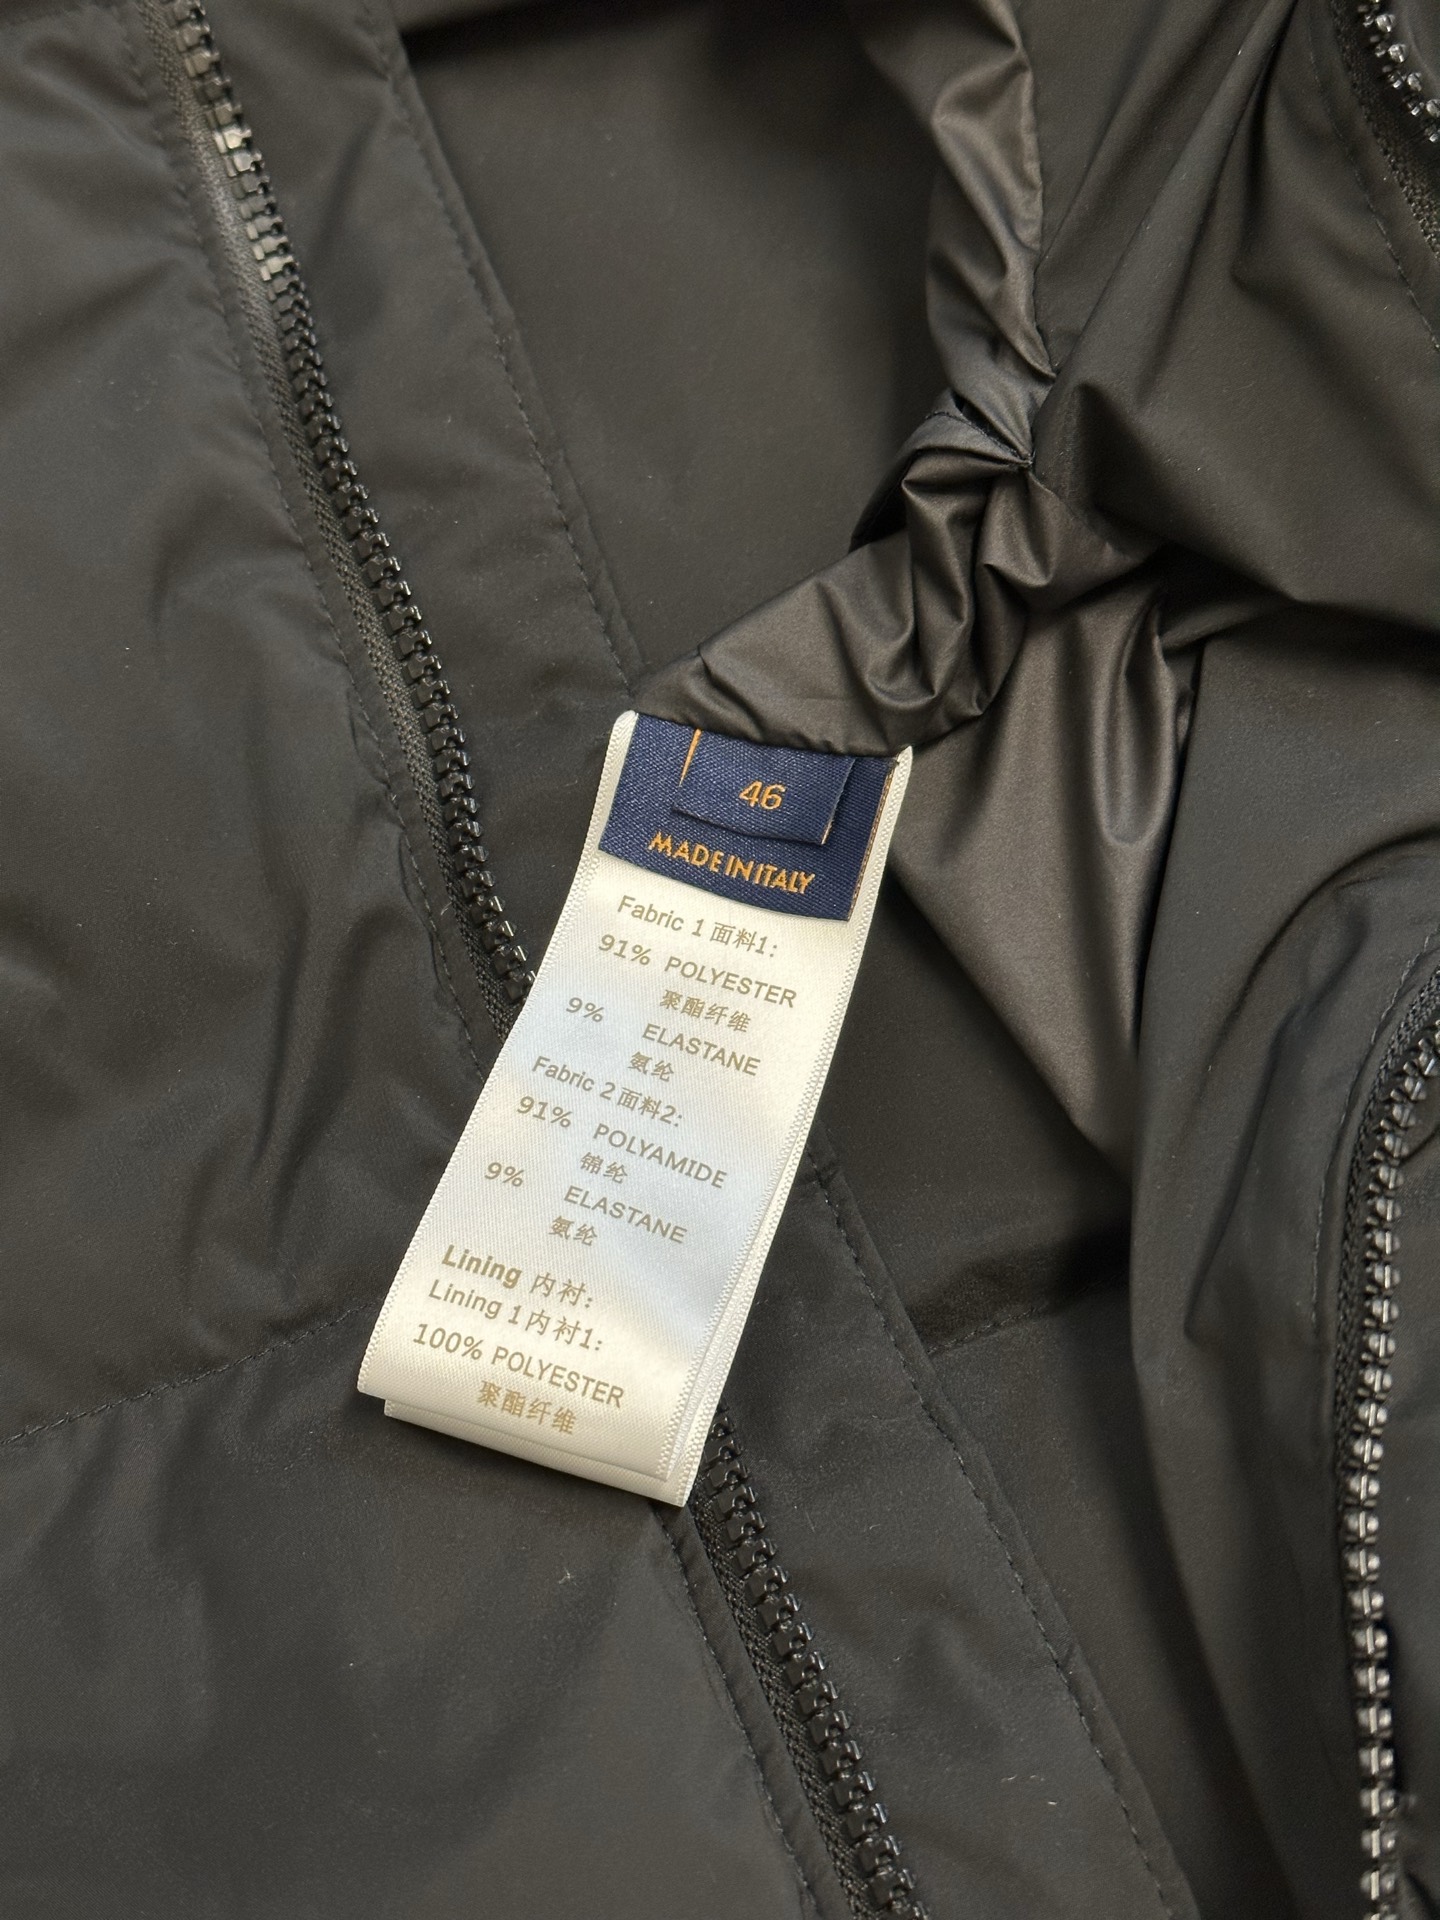 46
MADE IN ITALY
Fabric 1 面料1:
91% POLYESTER
聚酯纤维
9% ELASTANE
氨纶
Fabric 2 面料2:
91% POLYAMIDE
锦纶
9% ELASTANE
氨纶
Lining 内衬:
Lining 1 内衬1:
100% POLYESTER
聚酯纤维